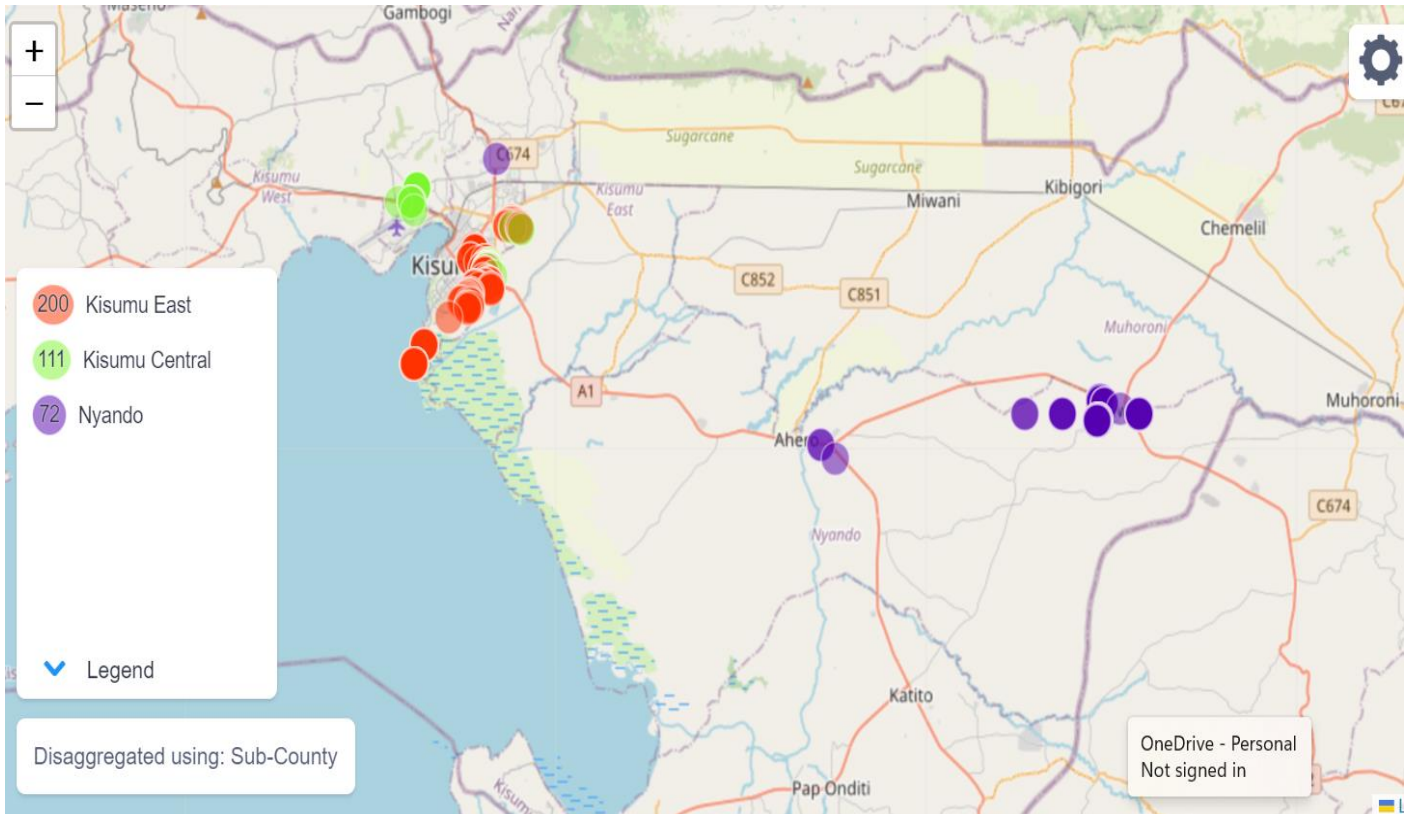 Maseno
Gambogi
+
−
C674
Sugarcane
Sugarcane
Kisumu
West
Kisumu
East
Miwani
Kibigori
Chemelil
C852
C851
Muhoroni
200 Kisumu East
111 Kisumu Central
72 Nyando
A1
Muhoroni
Ahero
C674
Nyando
Legend
Katito
Disaggregated using: Sub-County
OneDrive - Personal
Not signed in
Pap Onditi